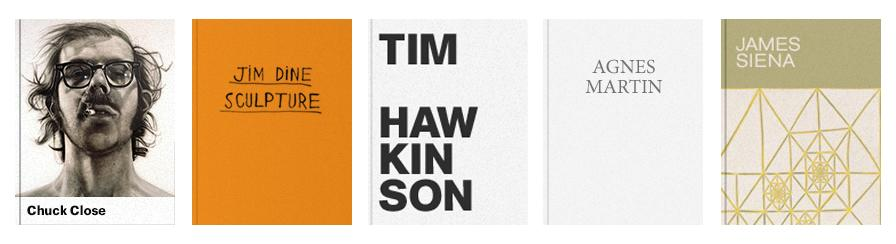 Chuck Close
JIM DINE
SCULPTURE
TIM
HAW
KIN
SON
AGNES
MARTIN
JAMES
SIENA